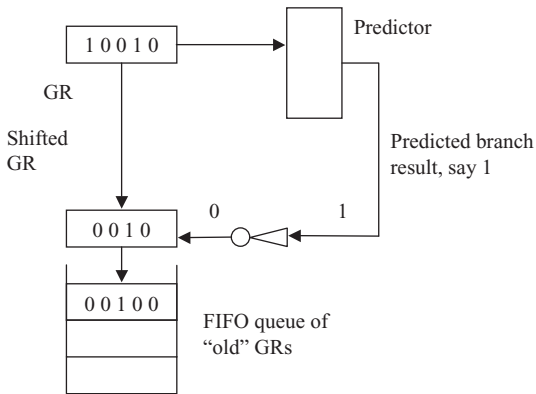 1 0 0 1 0
Predictor
GR
Shifted
GR
Predicted branch
result, say 1
0
1
0 0 1 0
0 0 1 0 0
FIFO queue of
“old” GRs